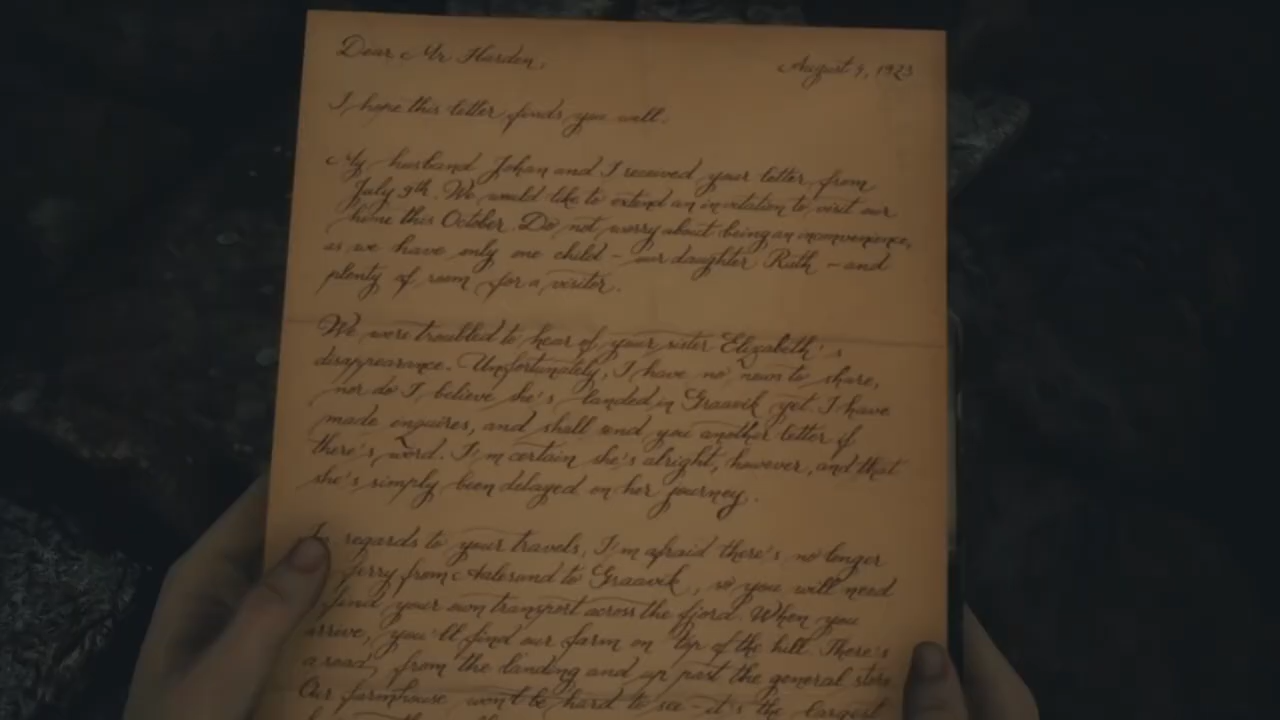 Dear Mr Harden,
August 9, 1923
I hope this letter finds you well.
My husband Johan and I received your letter from
July 9th. We would like to extend an invitation to visit our
home this October. Do not worry about being an inconvenience,
as we have only one child - our daughter Ruth - and
plenty of room for a visitor.
We were troubled to hear of your sister Elizabeth's
disappearance. Unfortunately, I have no news to share,
nor do I believe she's landed in Graavik yet. I have
made enquires, and shall send you another letter if
there's word. I'm certain she's alright, however, and that
she's simply been delayed on her journey.
In regards to your travels, I'm afraid there's no longer
ferry from Aalesund to Graavik, so you will need
find your own transport across the fjord. When you
arrive, you'll find our farm on top of the hill. There's
a road from the landing and up past the general store
Our farmhouse won't be hard to see - it's the largest